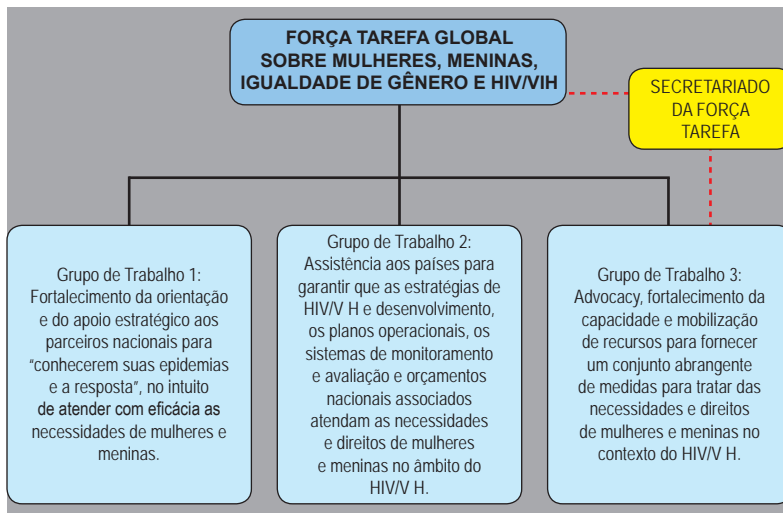 FORÇA TAREFA GLOBAL
SOBRE MULHERES, MENINAS,
IGUALDADE DE GÊNERO E HIV/VIH
SECRETARIADO
DA FORÇA
TAREFA
Grupo de Trabalho 1:
Fortalecimento da orientação
e do apoio estratégico aos
parceiros nacionais para
"conhecerem suas epidemias
e a resposta", no intuito
de atender com eficácia as
necessidades de mulheres e
meninas.
Grupo de Trabalho 2:
Assistência aos países para
garantir que as estratégias de
HIV/V H e desenvolvimento,
os planos operacionais, os
sistemas de monitoramento
e avaliação e orçamentos
nacionais associados
atendam as necessidades
e direitos de mulheres
e meninas no âmbito do
HIV/V H.
Grupo de Trabalho 3:
Advocacy, fortalecimento da
capacidade e mobilização
de recursos para fornecer
um conjunto abrangente
de medidas para tratar das
necessidades e direitos
de mulheres e meninas no
contexto do HIV/V H.